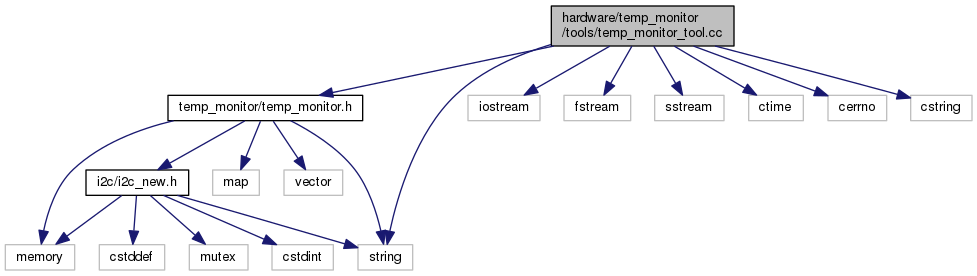 hardware/temp_monitor
/tools/temp_monitor_tool.cc
temp_monitor/temp_monitor.h
iostream
fstream
sstream
ctime
cerrno
cstring
i2c/i2c_new.h
map
vector
memory
cstddef
mutex
cstdint
string